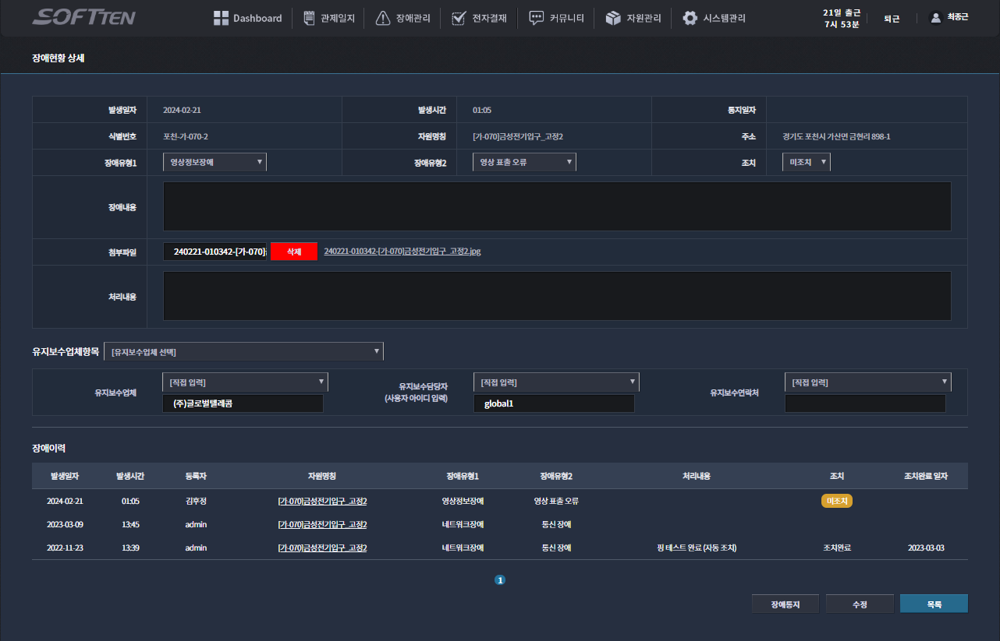 SOFTTEN
Dashboard 관제일지 장애관리 전자결재 커뮤니티 자원관리 시스템관리 21일 출근 7시 53분 퇴근 최종근
장애현황 상세
발생일자 2024-02-21 발생시간 01:05 통지일자
식별번호 포천-가-070-2 자원명칭 [가-070]금성전기입구_고정2 주소 경기도 포천시 가산면 금현리 898-1
장애유형1 영상정보장애 ▼ 장애유형2 영상 표출 오류 ▼ 조치 미조치 ▼
장애내용
첨부파일 240221-010342-[가-070] 삭제 240221-010342-[가-070]금성전기입구_고정2.jpg
처리내용
유지보수업체항목 [유지보수업체 선택] ▼
유지보수업체 [직접 입력] ▼ 유지보수담당자 [직접 입력] ▼ 유지보수연락처 [직접 입력] ▼
(주)글로벌텔레콤 (사용자 아이디 입력) global1
장애이력
발생일자 발생시간 등록자 자원명칭 장애유형1 장애유형2 처리내용 조치 조치완료 일자
2024-02-21 01:05 김후정 [가-070]금성전기입구_고정2 영상정보장애 영상 표출 오류 미조치
2023-03-09 13:45 admin [가-070]금성전기입구_고정2 네트워크장애 통신 장애
2022-11-23 13:39 admin [가-070]금성전기입구_고정2 네트워크장애 통신 장애 핑 테스트 완료 (자동 조치) 조치완료 2023-03-03
1
장애통지 수정 목록